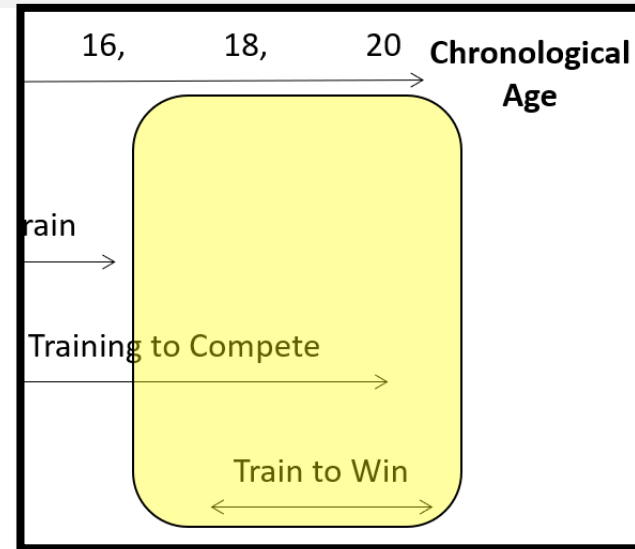 16, 18, 20 Chronological
Age
rain
Training to Compete
Train to Win